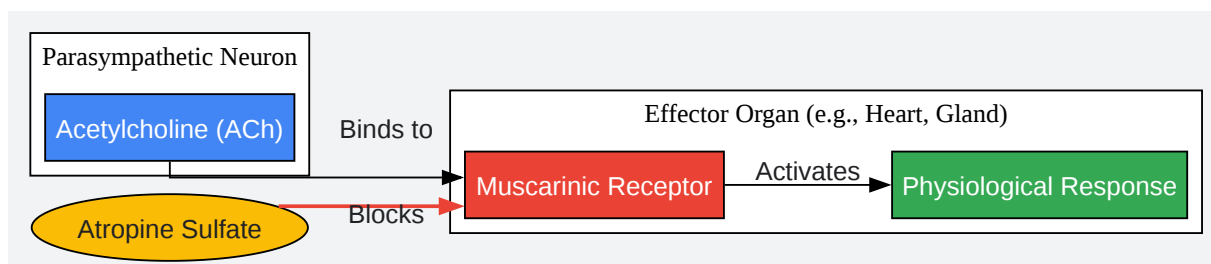 Parasympathetic Neuron
Acetylcholine (ACh)
Binds to
Effector Organ (e.g., Heart, Gland)
Muscarinic Receptor
Activates
Physiological Response
Atropine Sulfate
Blocks